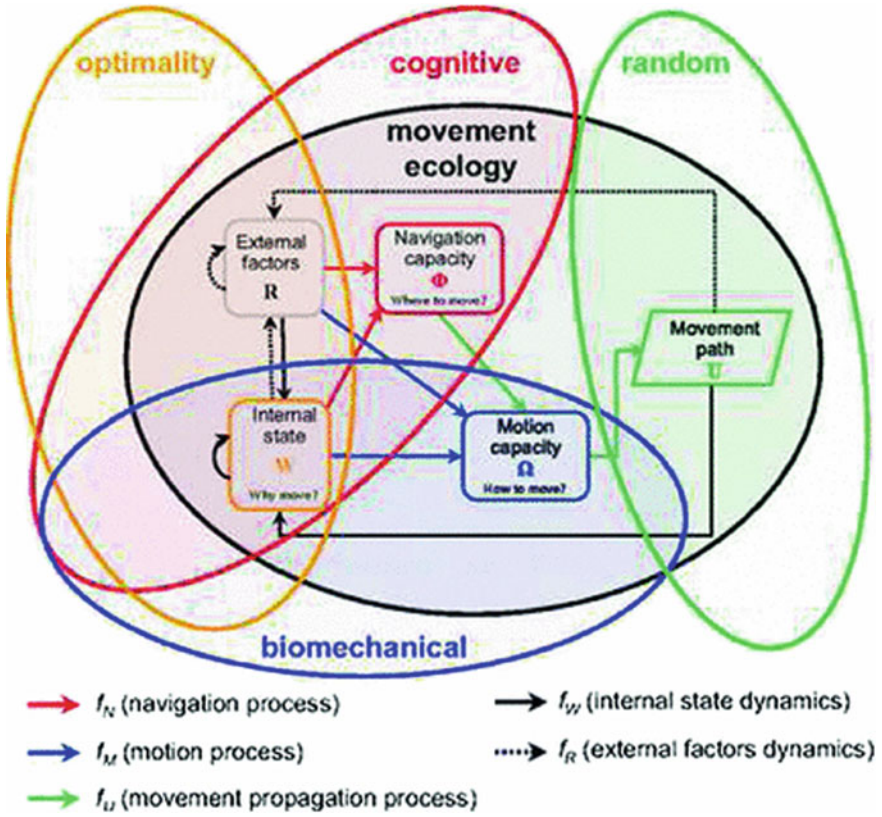 optimality
cognitive
random
movement
ecology
External
factors
R
Navigation
capacity
Φ
Where to move?
Movement
path
U
Internal
state
W
Why move?
Motion
capacity
Ω
How to move?
biomechanical
f_N (navigation process)
f_M (motion process)
f_U (movement propagation process)
f_W (internal state dynamics)
f_R (external factors dynamics)